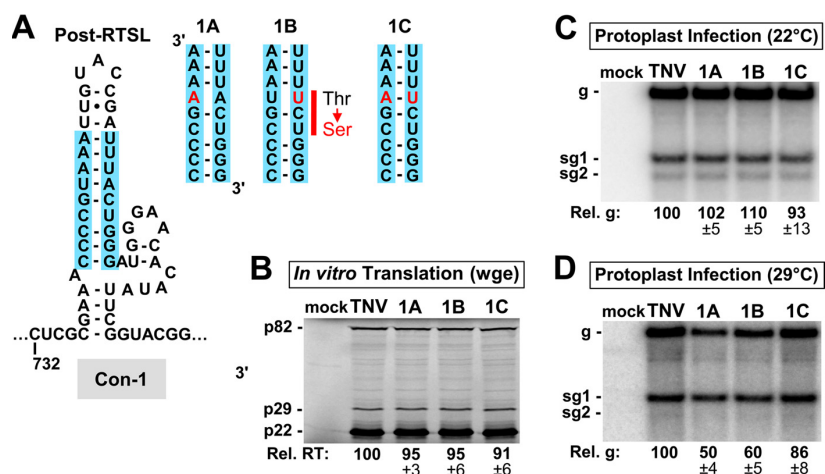 A
Post-RTSL
A
U C
G C
U • G
U - A
A - U
A - U
A - U
U - A
G - C
C - U
C - G
C - G
C - G
G A
G A
G - C
U A
A U A C
A
A U A U
A - U
A - C
G - C
...CUCGC - GGUACGG...
732
Con-1
1A
3'
A - U
A - U
A - U
A - A
G - C
C - U
C - G
C - G
C - G
3'
1B
A - U
A - U
A - U
U - U
G - C
C - U
C - G
C - G
C - G
Thr
Ser
1C
A - U
A - U
A - U
A - U
G - C
C - U
C - G
C - G
C - G
B
In vitro Translation (wge)
mock TNV 1A 1B 1C
p82 -
3'
p29 -
p22 -
Rel. RT: 100 95 95 91
±3 ±6 ±6
C
Protoplast Infection (22°C)
mock TNV 1A 1B 1C
g -
sg1 -
sg2 -
Rel. g: 100 102 110 93
±5 ±5 ±13
D
Protoplast Infection (29°C)
mock TNV 1A 1B 1C
g -
sg1 -
sg2 -
Rel. g: 100 50 60 86
±4 ±5 ±8